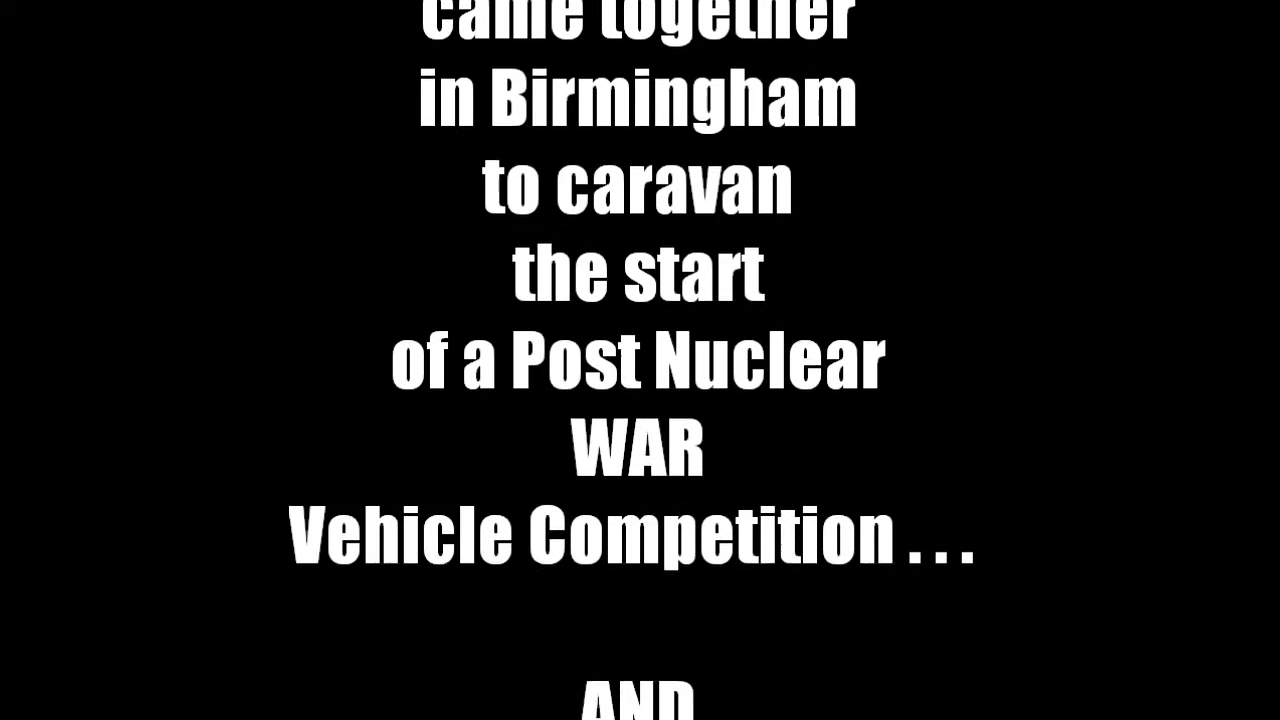 came together
in Birmingham
to caravan
the start
of a Post Nuclear
WAR
Vehicle Competition . . .
AND